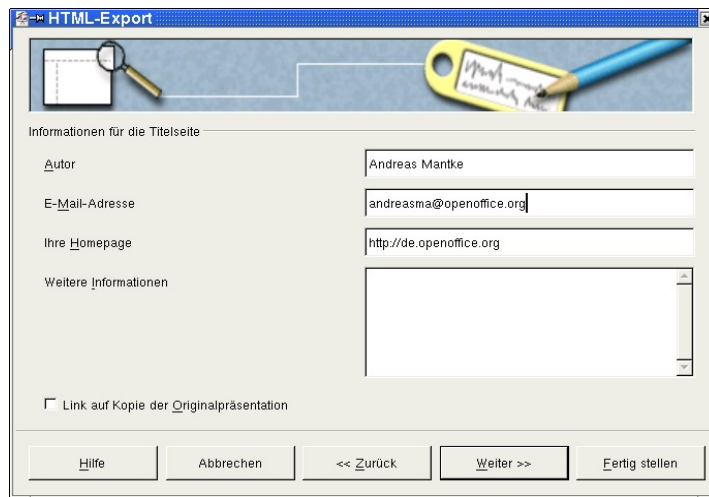 HTML-Export
Informationen für die Titelseite
Autor Andreas Mantke
E-Mail-Adresse andreasma@openoffice.org
Ihre Homepage http://de.openoffice.org
Weitere Informationen
Link auf Kopie der Originalpräsentation
Hilfe Abbrechen << Zurück Weiter >> Fertig stellen